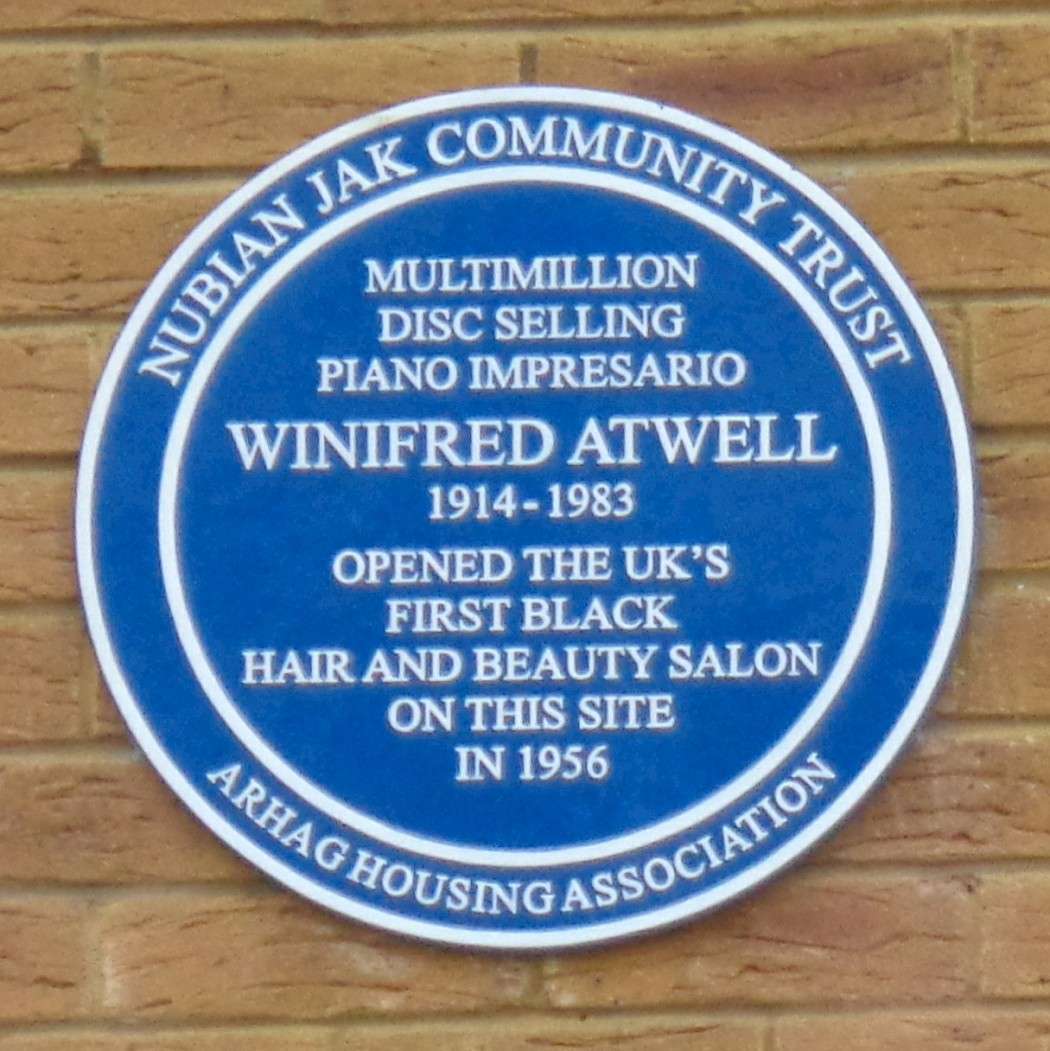 NUBIAN JAK COMMUNITY TRUST
MULTIMILLION
DISC SELLING
PIANO IMPRESARIO
WINIFRED ATWELL
1914-1983
OPENED THE UK'S
FIRST BLACK
HAIR AND BEAUTY SALON
ON THIS SITE
IN 1956
ARHAG HOUSING ASSOCIATION